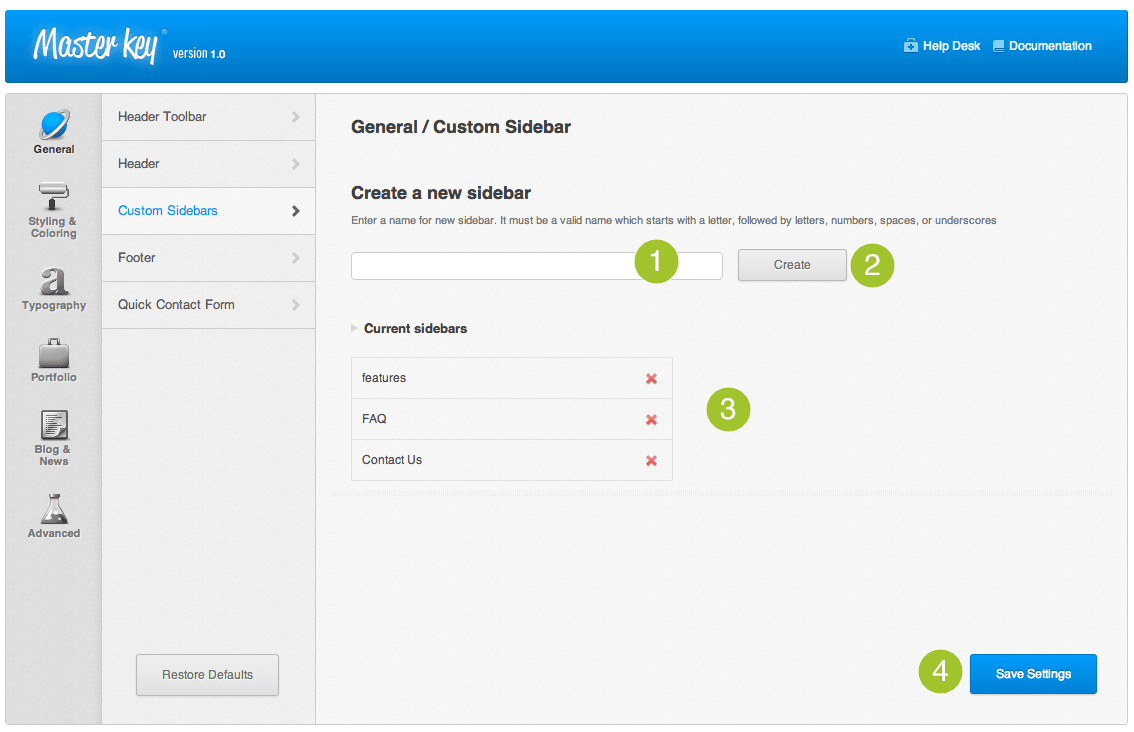 Master key ® version 1.0
Help Desk
Documentation
General
Styling &
Coloring
Typography
Portfolio
Blog &
News
Advanced
Header Toolbar
Header
Custom Sidebars
Footer
Quick Contact Form
Restore Defaults
General / Custom Sidebar
Create a new sidebar
Enter a name for new sidebar. It must be a valid name which starts with a letter, followed by letters, numbers, spaces, or underscores
1
Create
2
Current sidebars
features
FAQ
Contact Us
3
4
Save Settings